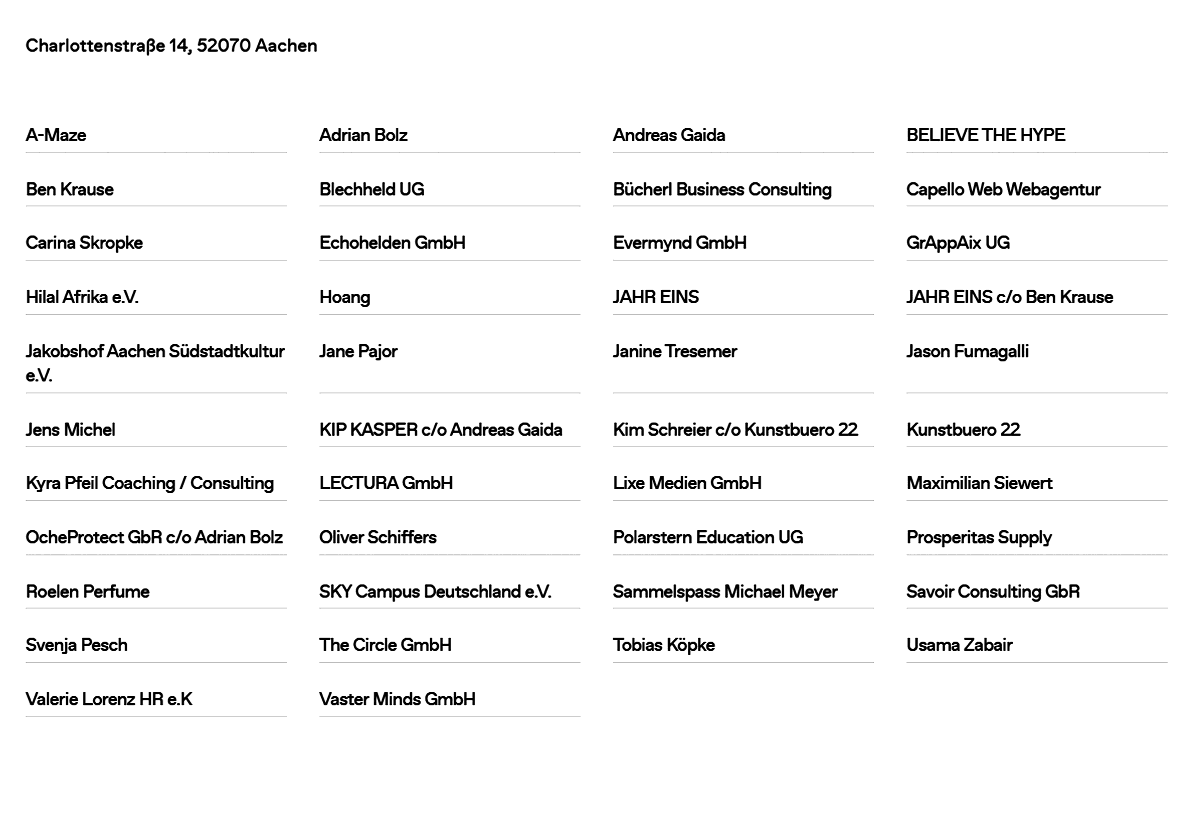 Charlottenstraße 14, 52070 Aachen
A-Maze
Adrian Bolz
Andreas Gaida
BELIEVE THE HYPE
Ben Krause
Blechheld UG
Bücherl Business Consulting
Capello Web Webagentur
Carina Skropke
Echohelden GmbH
Evermynd GmbH
GrAppAix UG
Hilal Afrika e.V.
Hoang
JAHR EINS
JAHR EINS c/o Ben Krause
Jakobshof Aachen Südstadtkultur
e.V.
Jane Pajor
Janine Tresemer
Jason Fumagalli
Jens Michel
KIP KASPER c/o Andreas Gaida
Kim Schreier c/o Kunstbuero 22
Kunstbuero 22
Kyra Pfeil Coaching / Consulting
LECTURA GmbH
Lixe Medien GmbH
Maximilian Siewert
OcheProtect GbR c/o Adrian Bolz
Oliver Schiffers
Polarstern Education UG
Prosperitas Supply
Roelen Perfume
SKY Campus Deutschland e.V.
Sammelspass Michael Meyer
Savoir Consulting GbR
Svenja Pesch
The Circle GmbH
Tobias Köpke
Usama Zabair
Valerie Lorenz HR e.K
Vaster Minds GmbH